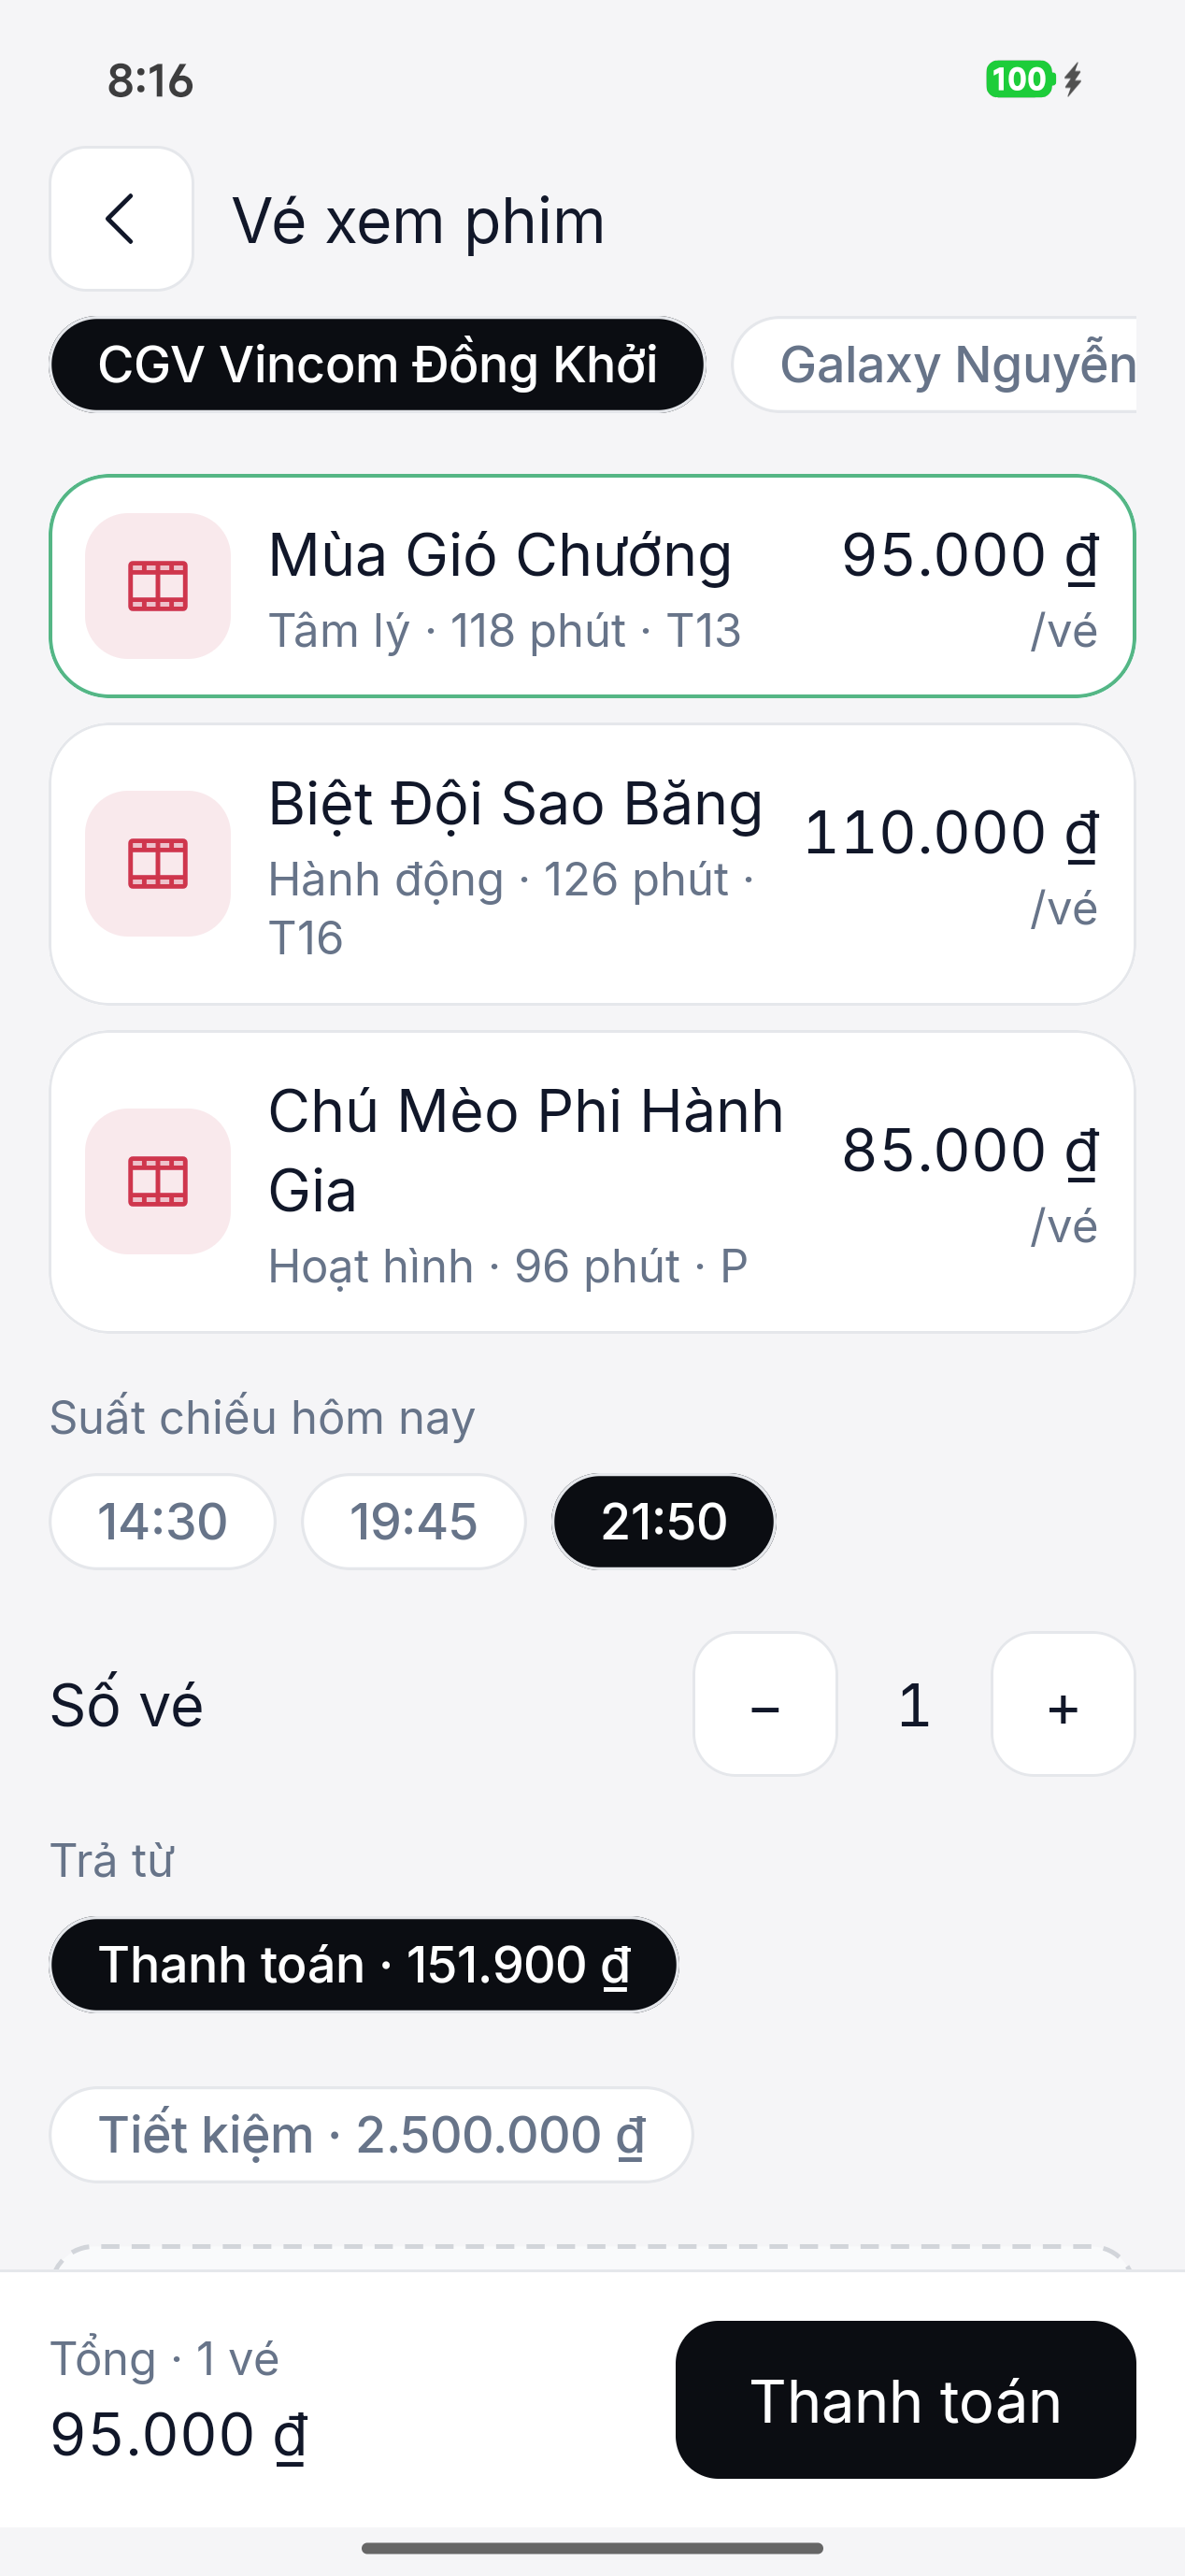 8:16
100
Vé xem phim
CGV Vincom Đồng Khởi
Galaxy Nguyễn
Mùa Gió Chướng
95.000 ₫
Tâm lý · 118 phút · T13
/vé
Biệt Đội Sao Băng
110.000 ₫
Hành động · 126 phút ·
T16
/vé
Chú Mèo Phi Hành
Gia
85.000 ₫
/vé
Hoạt hình · 96 phút · P
Suất chiếu hôm nay
14:30
19:45
21:50
Số vé
−
1
+
Trả từ
Thanh toán · 151.900 ₫
Tiết kiệm · 2.500.000 ₫
Tổng · 1 vé
95.000 ₫
Thanh toán